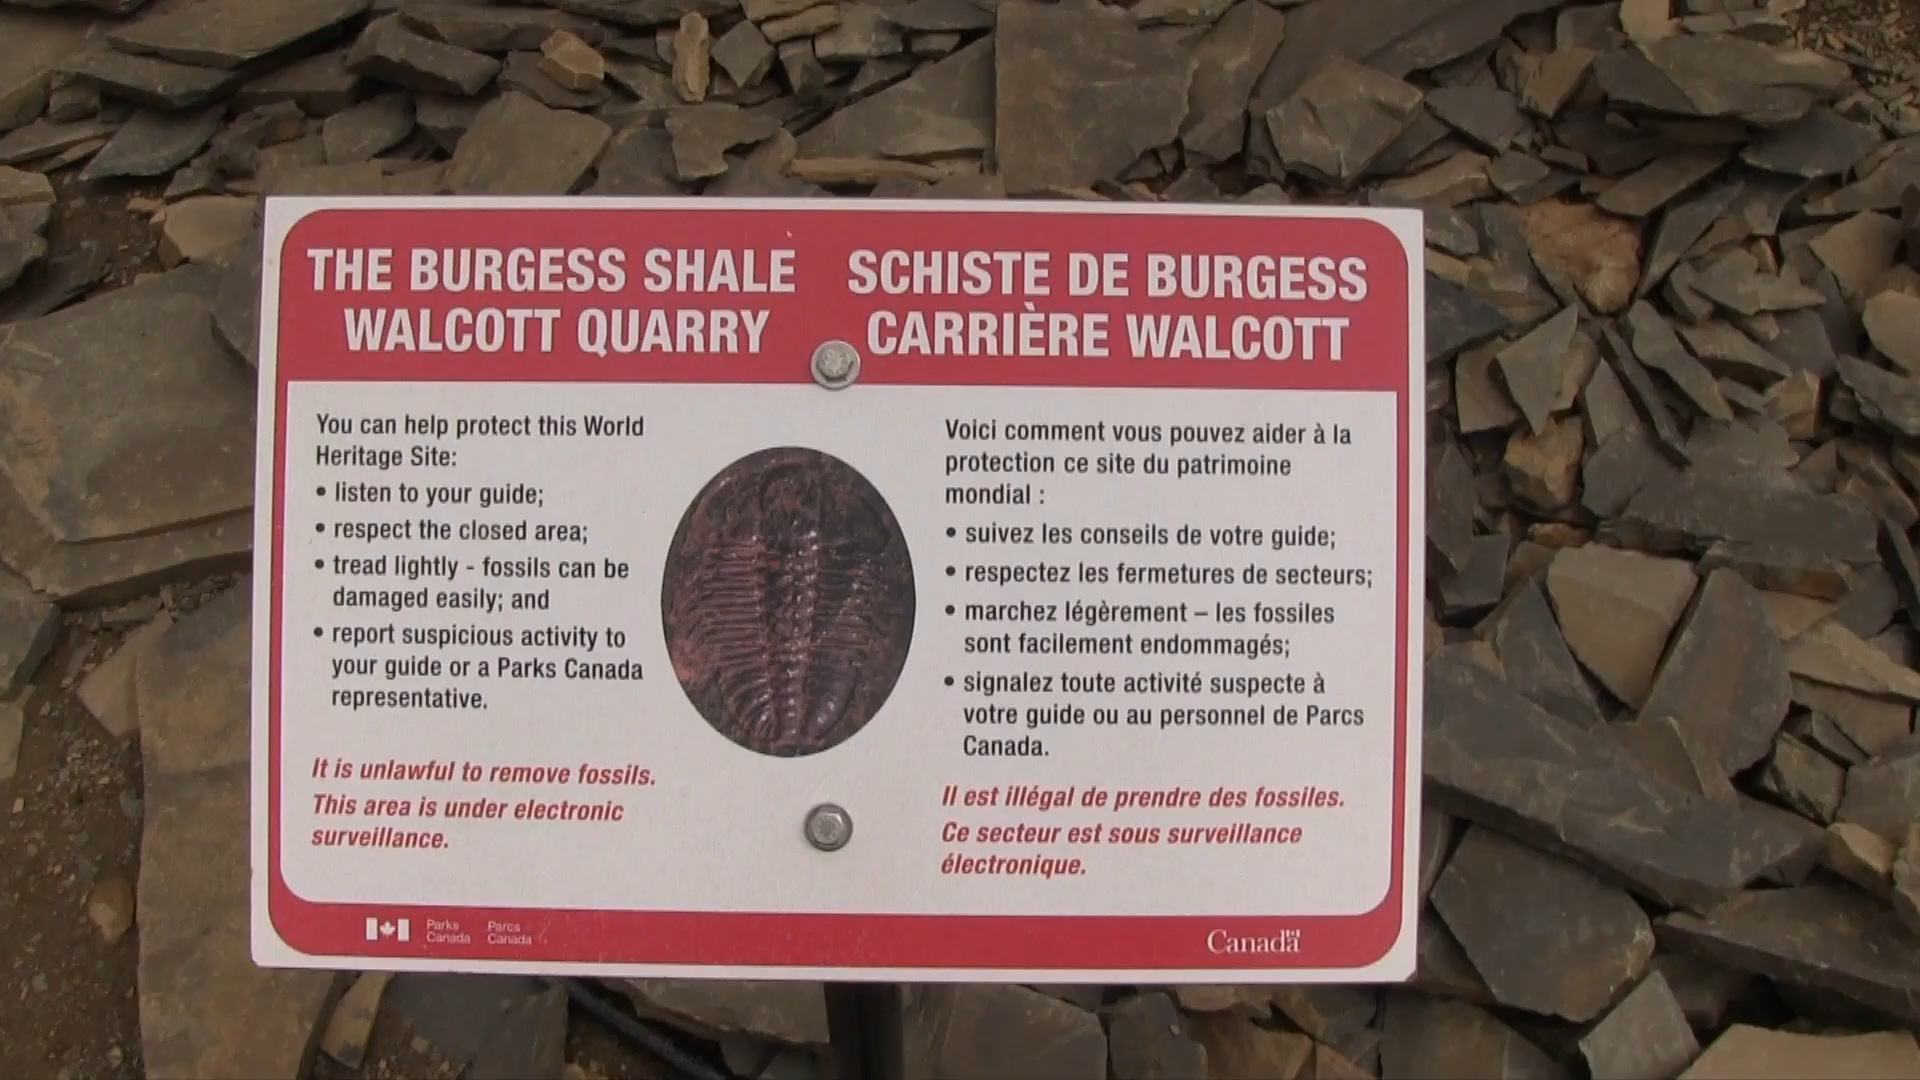 THE BURGESS SHALE
WALCOTT QUARRY
You can help protect this World
Heritage Site:
• listen to your guide;
• respect the closed area;
• tread lightly - fossils can be
damaged easily; and
• report suspicious activity to
your guide or a Parks Canada
representative.
It is unlawful to remove fossils.
This area is under electronic
surveillance.
SCHISTE DE BURGESS
CARRIÈRE WALCOTT
Voici comment vous pouvez aider à la
protection ce site du patrimoine
mondial :
• suivez les conseils de votre guide;
• respectez les fermetures de secteurs;
• marchez légèrement – les fossiles
sont facilement endommagés;
• signalez toute activité suspecte à
votre guide ou au personnel de Parcs
Canada.
Il est illégal de prendre des fossiles.
Ce secteur est sous surveillance
électronique.
Parks
Canada
Parcs
Canada
Canada